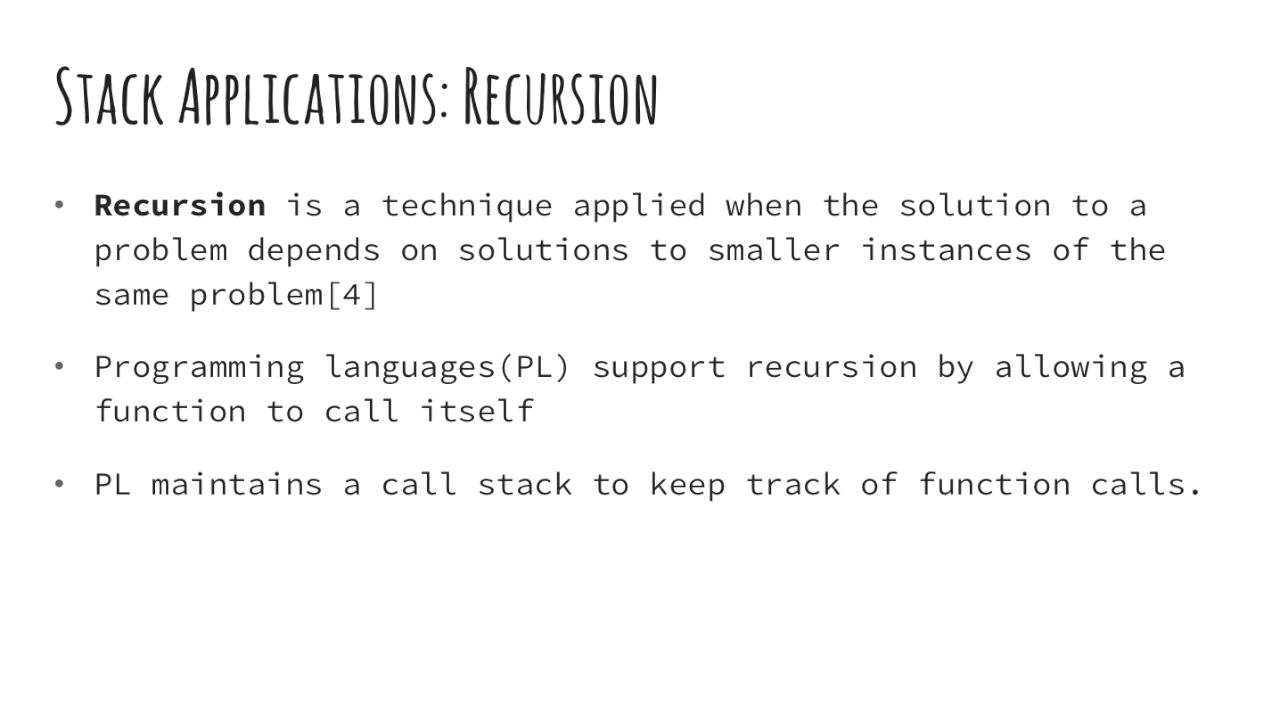 Stack Applications: Recursion
• Recursion is a technique applied when the solution to a
problem depends on solutions to smaller instances of the
same problem[4]
• Programming languages(PL) support recursion by allowing a
function to call itself
• PL maintains a call stack to keep track of function calls.